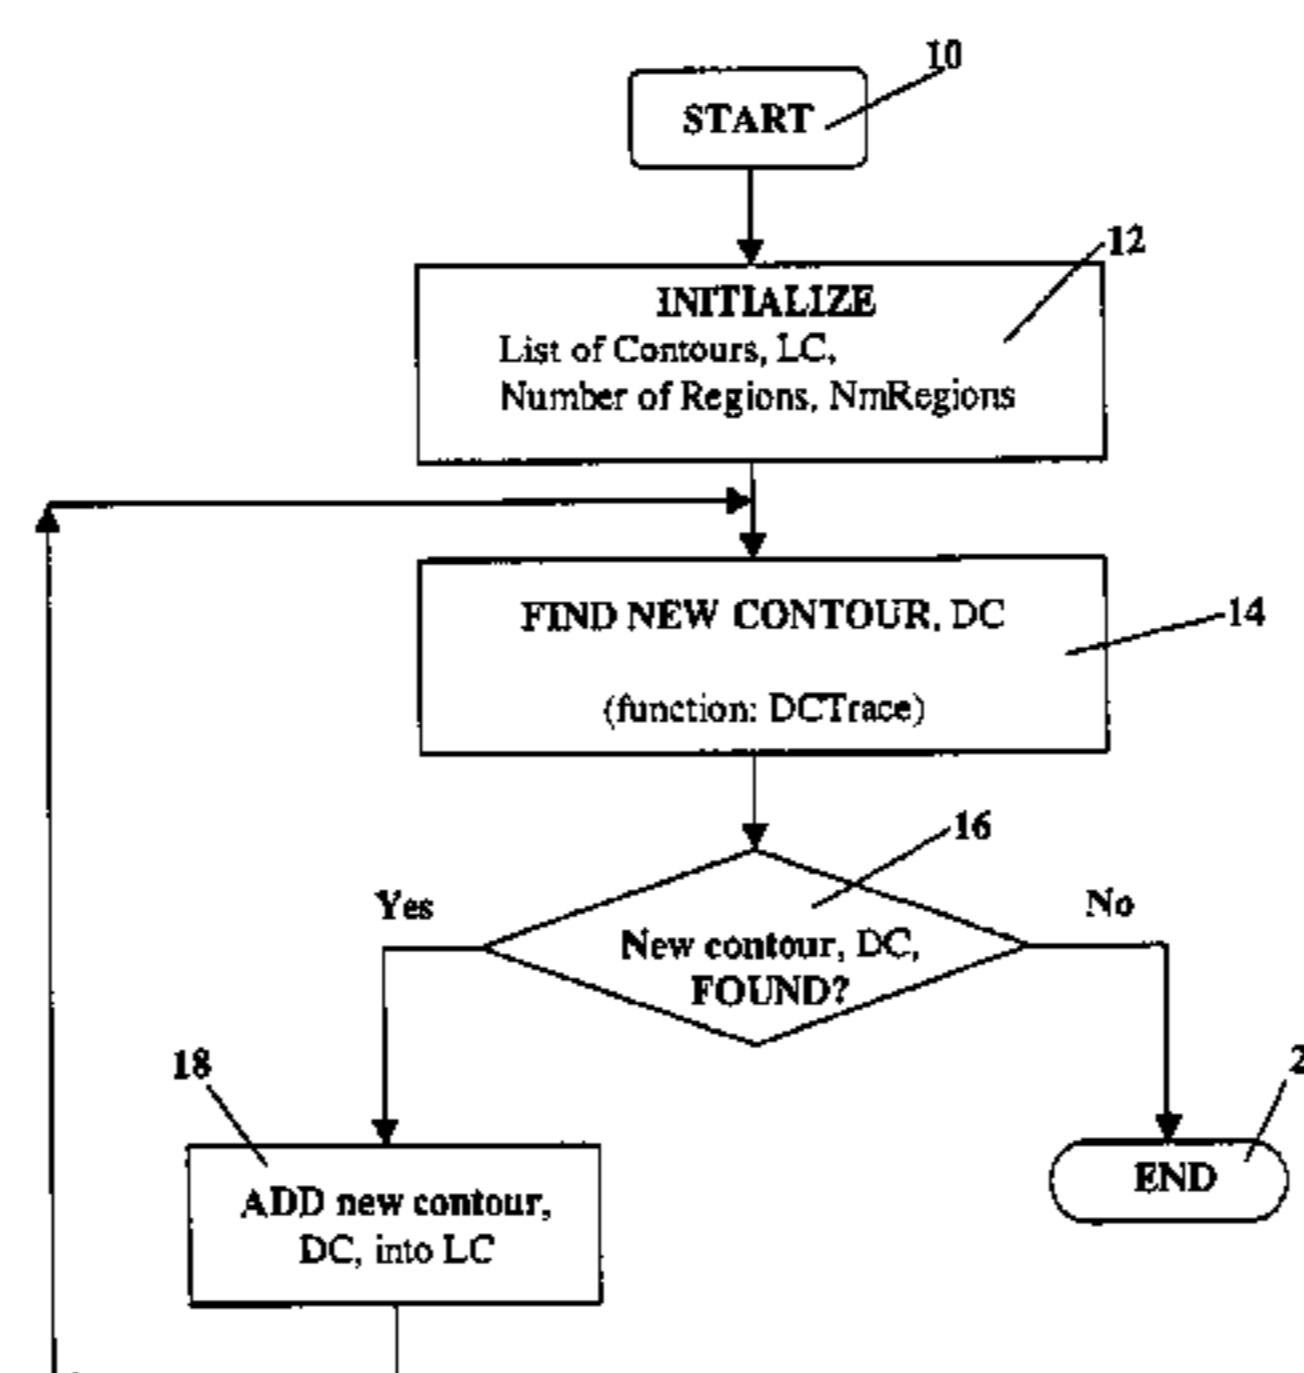 10
START
12
INITIALIZE
List of Contours, LC,
Number of Regions, NmRegions
FIND NEW CONTOUR, DC
14
(function: DCTrace)
16
Yes
No
New contour, DC,
FOUND?
18
2
ADD new contour,
DC, into LC
END